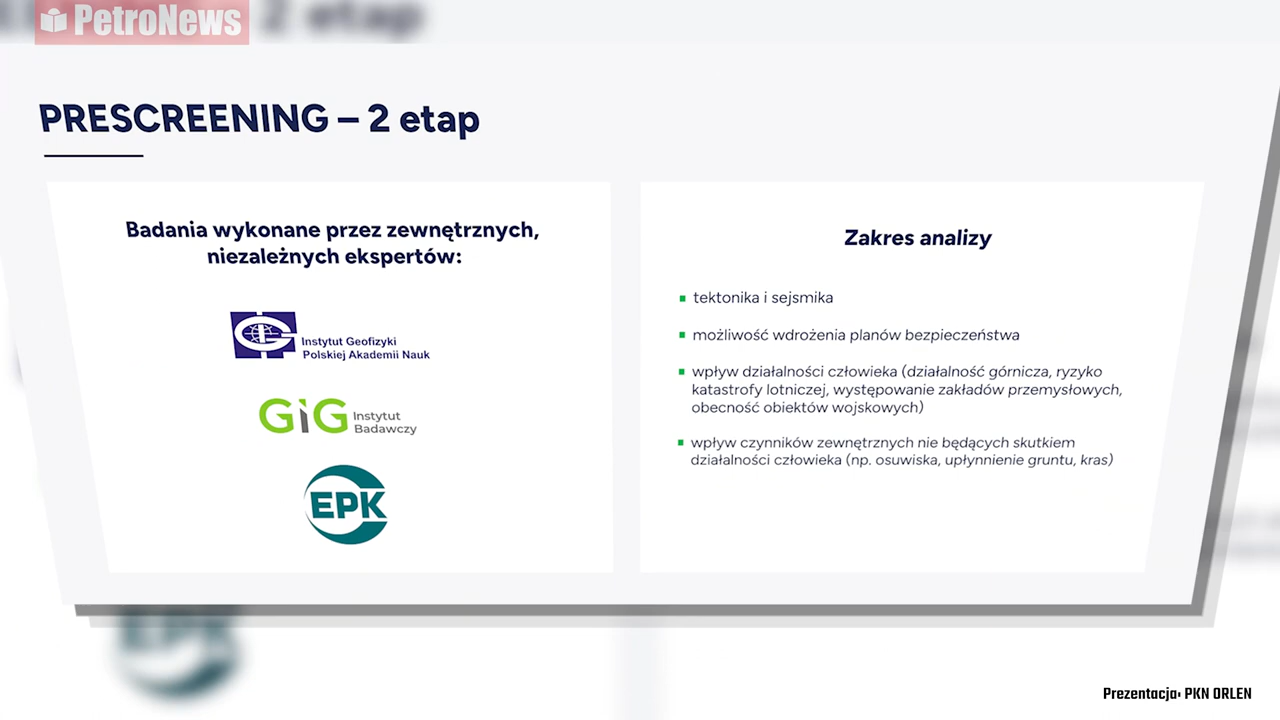 PetroNews
2 etap
PRESCREENING – 2 etap
Badania wykonane przez zewnętrznych,
niezależnych ekspertów:
Instytut Geofizyki
Polskiej Akademii Nauk
GiG Instytut
Badawczy
EPK
Zakres analizy
tektonika i sejsmika
możliwość wdrożenia planów bezpieczeństwa
wpływ działalności człowieka (działalność górnicza, ryzyko
katastrofy lotniczej, występowanie zakładów przemysłowych,
obecność obiektów wojskowych)
wpływ czynników zewnętrznych nie będących skutkiem
działalności człowieka (np. osuwiska, upłynnienie gruntu, kras)
EPK
Prezentacja: PKN ORLEN